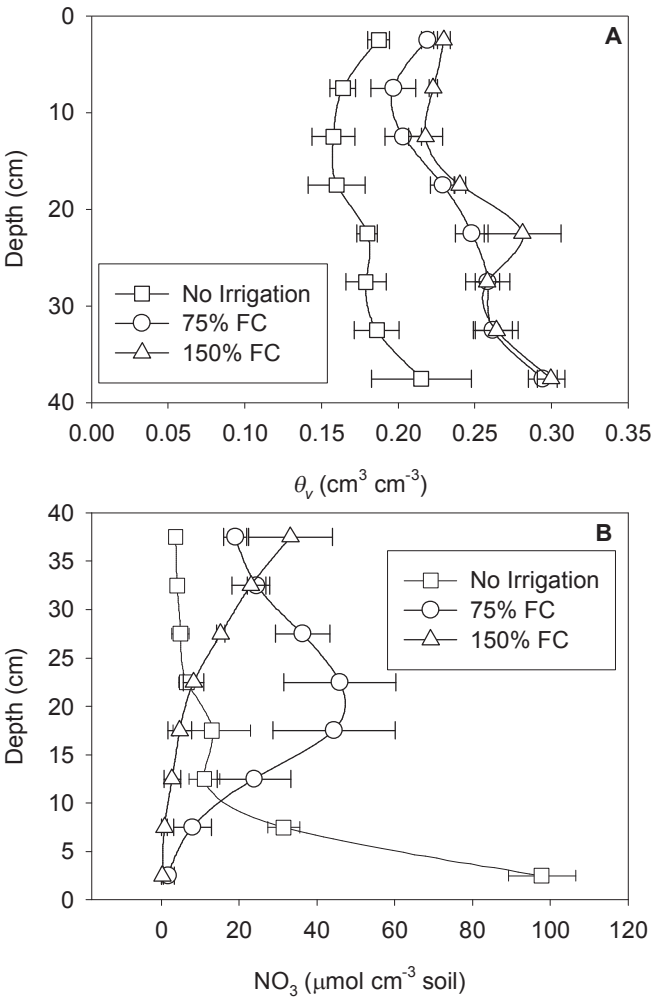 0
A
10
20
30
40
Depth (cm)
No Irrigation
75% FC
150% FC
0.00 0.05 0.10 0.15 0.20 0.25 0.30 0.35
θv (cm3 cm-3)
40
B
35
30
25
20
15
10
5
0
Depth (cm)
No Irrigation
75% FC
150% FC
0 20 40 60 80 100 120
NO3 (μmol cm-3 soil)